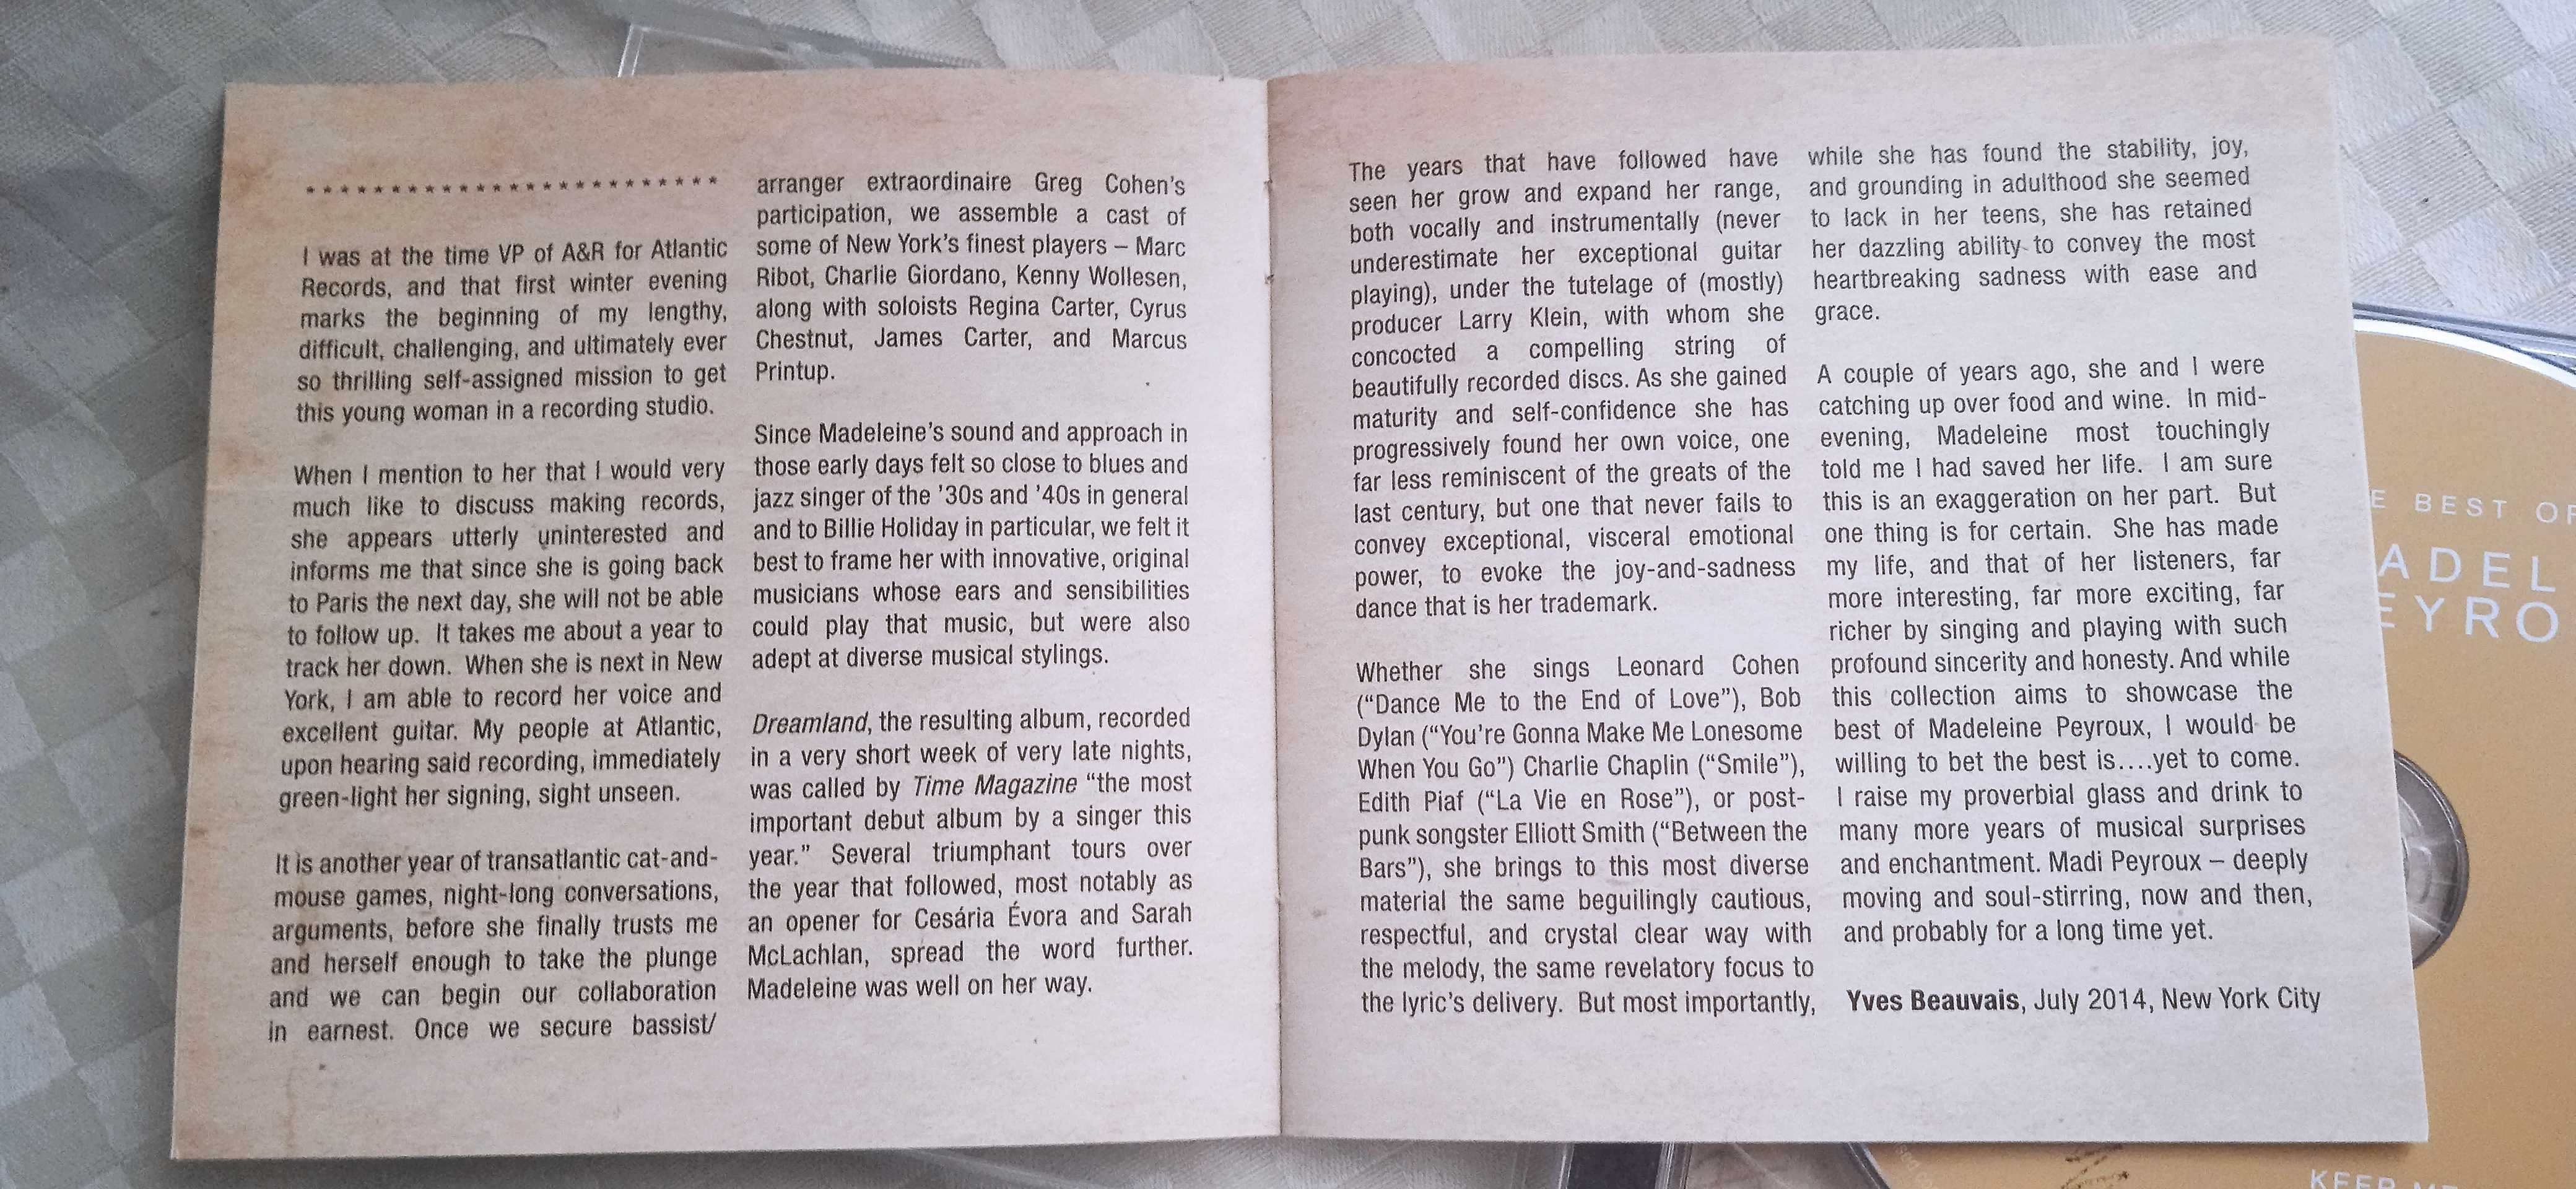 * * * * * * * * * * * * * * * * * * * * * * * * *
I was at the time VP of A&R for Atlantic
Records, and that first winter evening
marks the beginning of my lengthy,
difficult, challenging, and ultimately ever
so thrilling self-assigned mission to get
this young woman in a recording studio.
When I mention to her that I would very
much like to discuss making records,
she appears utterly uninterested and
informs me that since she is going back
to Paris the next day, she will not be able
to follow up. It takes me about a year to
track her down. When she is next in New
York, I am able to record her voice and
excellent guitar. My people at Atlantic,
upon hearing said recording, immediately
green-light her signing, sight unseen.
It is another year of transatlantic cat-and-
mouse games, night-long conversations,
arguments, before she finally trusts me
and herself enough to take the plunge
and we can begin our collaboration
in earnest. Once we secure bassist/
arranger extraordinaire Greg Cohen's
participation, we assemble a cast of
some of New York's finest players – Marc
Ribot, Charlie Giordano, Kenny Wollesen,
along with soloists Regina Carter, Cyrus
Chestnut, James Carter, and Marcus
Printup.
Since Madeleine's sound and approach in
those early days felt so close to blues and
jazz singer of the '30s and '40s in general
and to Billie Holiday in particular, we felt it
best to frame her with innovative, original
musicians whose ears and sensibilities
could play that music, but were also
adept at diverse musical stylings.
Dreamland, the resulting album, recorded
in a very short week of very late nights,
was called by Time Magazine “the most
important debut album by a singer this
year.” Several triumphant tours over
the year that followed, most notably as
an opener for Cesária Évora and Sarah
McLachlan, spread the word further.
Madeleine was well on her way.
The years that have followed have
seen her grow and expand her range,
both vocally and instrumentally (never
underestimate her exceptional guitar
playing), under the tutelage of (mostly)
producer Larry Klein, with whom she
concocted a compelling string of
beautifully recorded discs. As she gained
maturity and self-confidence she has
progressively found her own voice, one
far less reminiscent of the greats of the
last century, but one that never fails to
convey exceptional, visceral emotional
power, to evoke the joy-and-sadness
dance that is her trademark.
Whether she sings Leonard Cohen
(“Dance Me to the End of Love”), Bob
Dylan (“You're Gonna Make Me Lonesome
When You Go”) Charlie Chaplin (“Smile”),
Edith Piaf (“La Vie en Rose”), or post-
punk songster Elliott Smith (“Between the
Bars”), she brings to this most diverse
material the same beguilingly cautious,
respectful, and crystal clear way with
the melody, the same revelatory focus to
the lyric's delivery. But most importantly,
while she has found the stability, joy,
and grounding in adulthood she seemed
to lack in her teens, she has retained
her dazzling ability to convey the most
heartbreaking sadness with ease and
grace.
A couple of years ago, she and I were
catching up over food and wine. In mid-
evening, Madeleine most touchingly
told me I had saved her life. I am sure
this is an exaggeration on her part. But
one thing is for certain. She has made
my life, and that of her listeners, far
more interesting, far more exciting, far
richer by singing and playing with such
profound sincerity and honesty. And while
this collection aims to showcase the
best of Madeleine Peyroux, I would be
willing to bet the best is....yet to come.
I raise my proverbial glass and drink to
many more years of musical surprises
and enchantment. Madi Peyroux – deeply
moving and soul-stirring, now and then,
and probably for a long time yet.
Yves Beauvais, July 2014, New York City
E BEST OF
ADEL
EYRO
KEEP ME